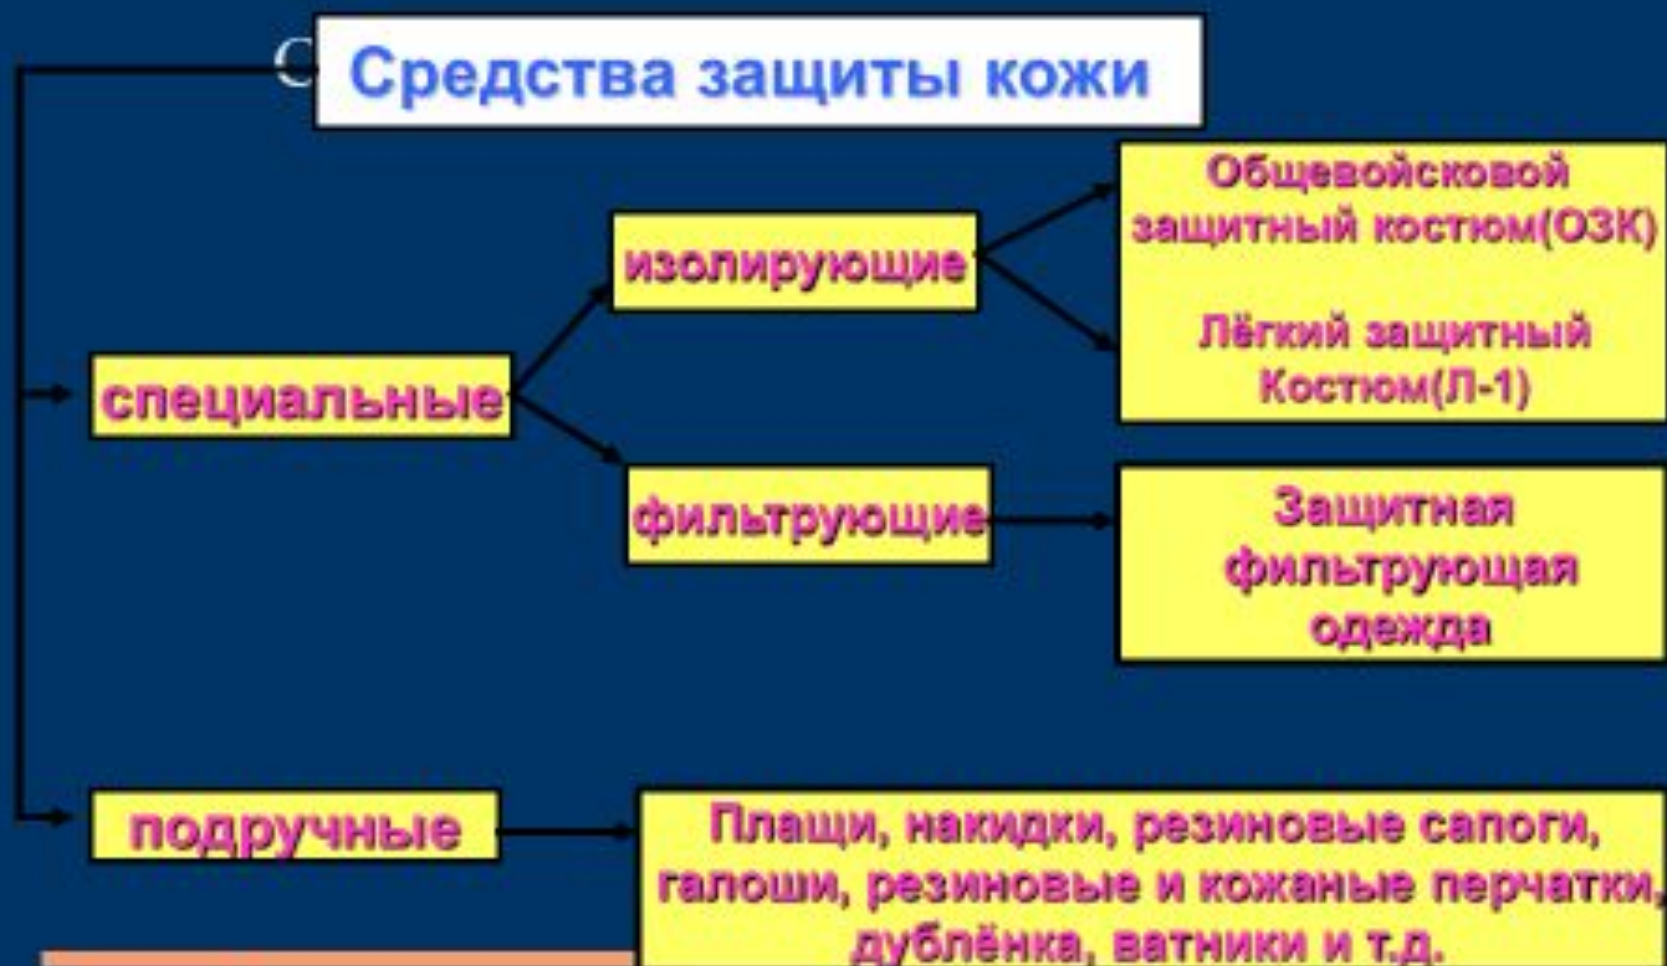 Средства защиты кожи
Общевойсковой
защитный костюм(ОЗК)
Лёгкий защитный
Костюм(Л-1)
изолирующие
специальные
фильтрующие
Защитная
фильтрующая
одежда
подручные
Плащи, накидки, резиновые сапоги,
галоши, резиновые и кожаные перчатки,
дублёнка, ватники и т.д.